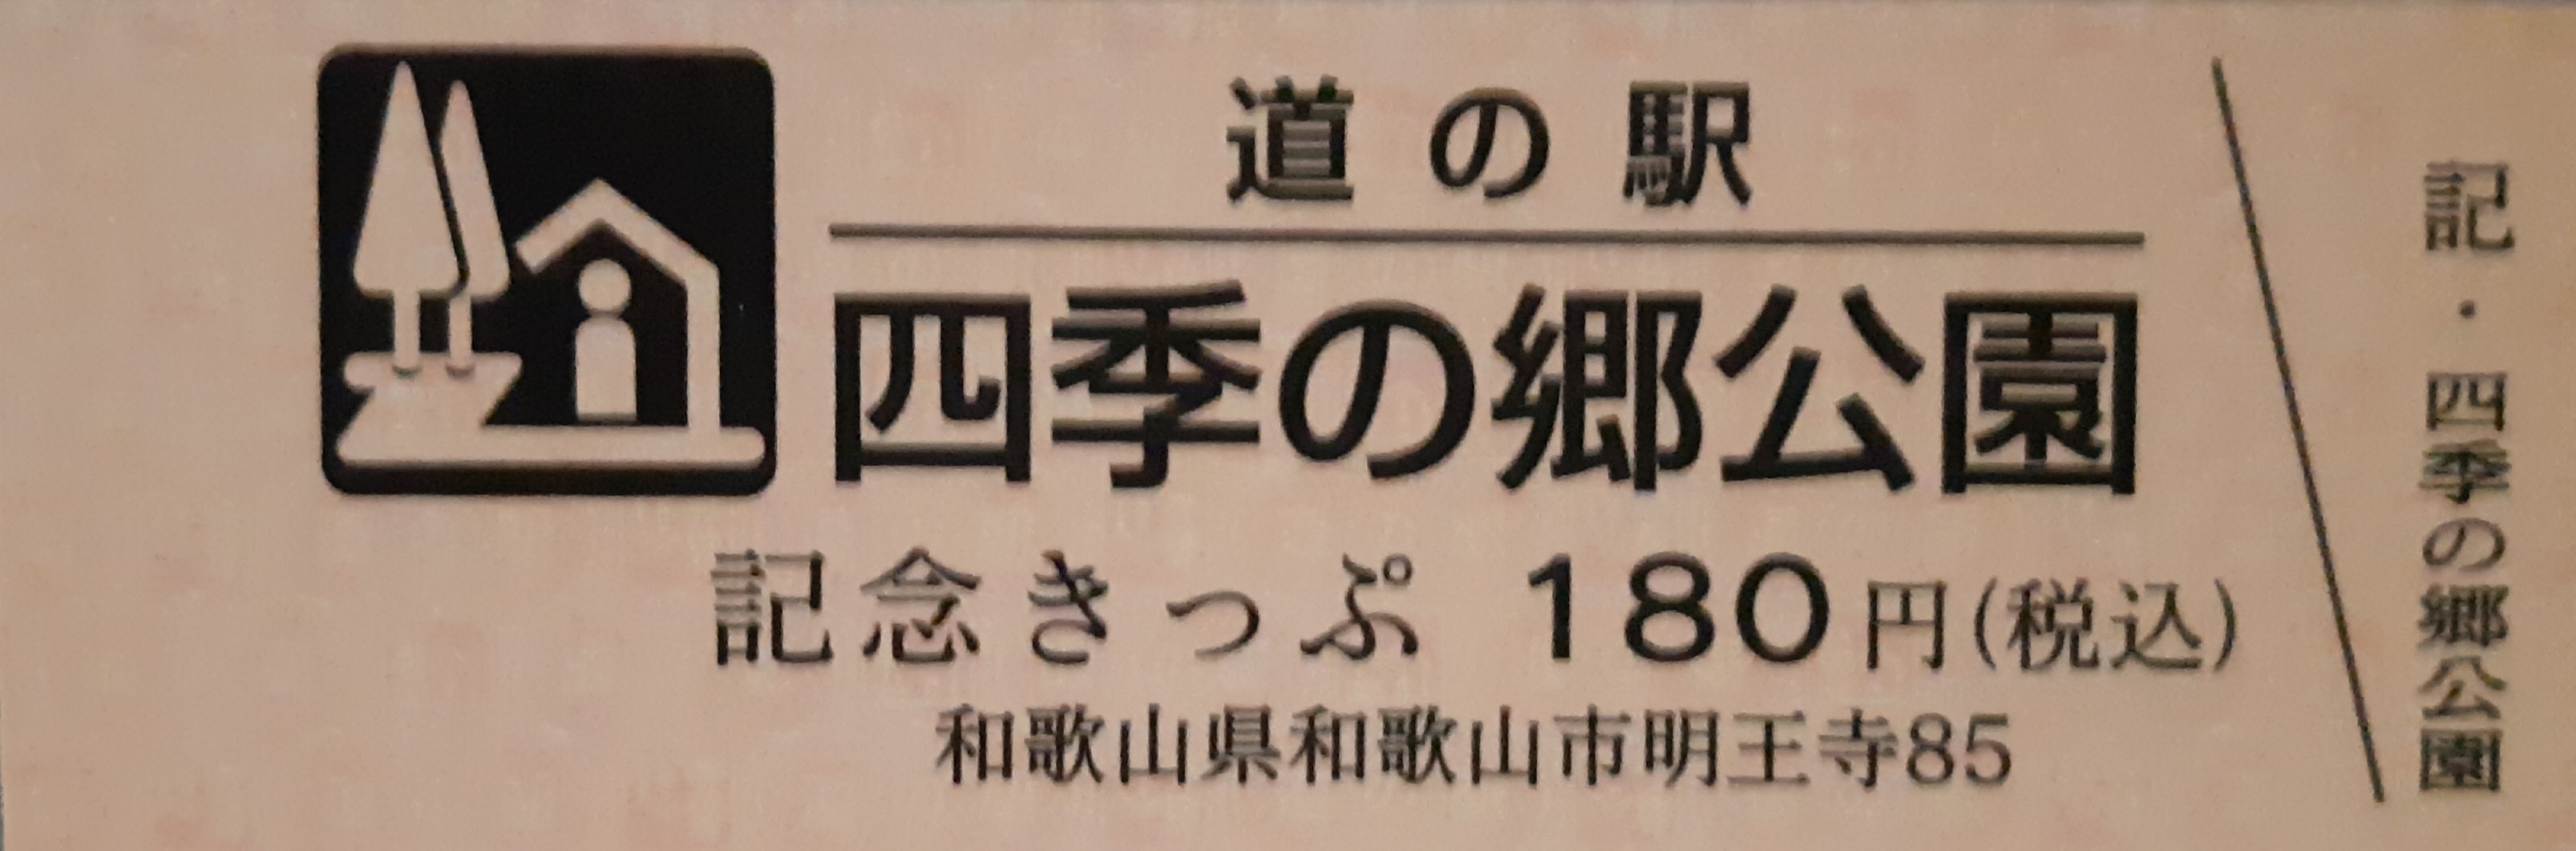 道の駅
四季の郷公園
記念きっぷ 180円(税込)
和歌山県和歌山市明王寺85
記・四季の郷公園